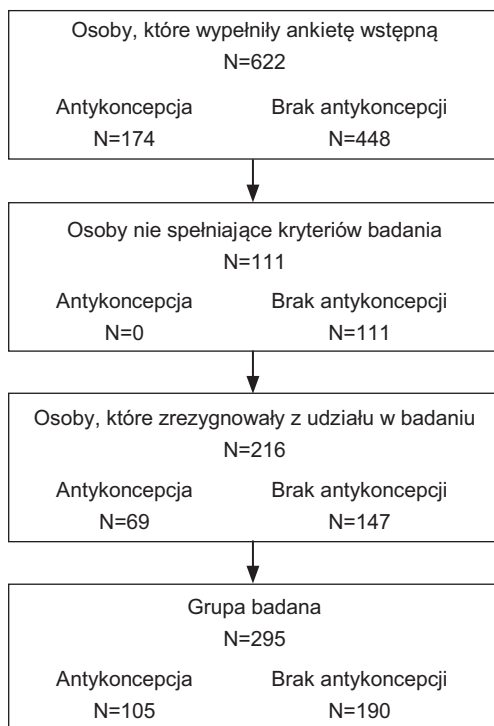 Osoby, które wypełniły ankietę wstępną
N=622
Antykoncepcja Brak antykoncepcji
N=174 N=448
Osoby nie spełniające kryteriów badania
N=111
Antykoncepcja Brak antykoncepcji
N=0 N=111
Osoby, które zrezygnowały z udziału w badaniu
N=216
Antykoncepcja Brak antykoncepcji
N=69 N=147
Grupa badana
N=295
Antykoncepcja Brak antykoncepcji
N=105 N=190